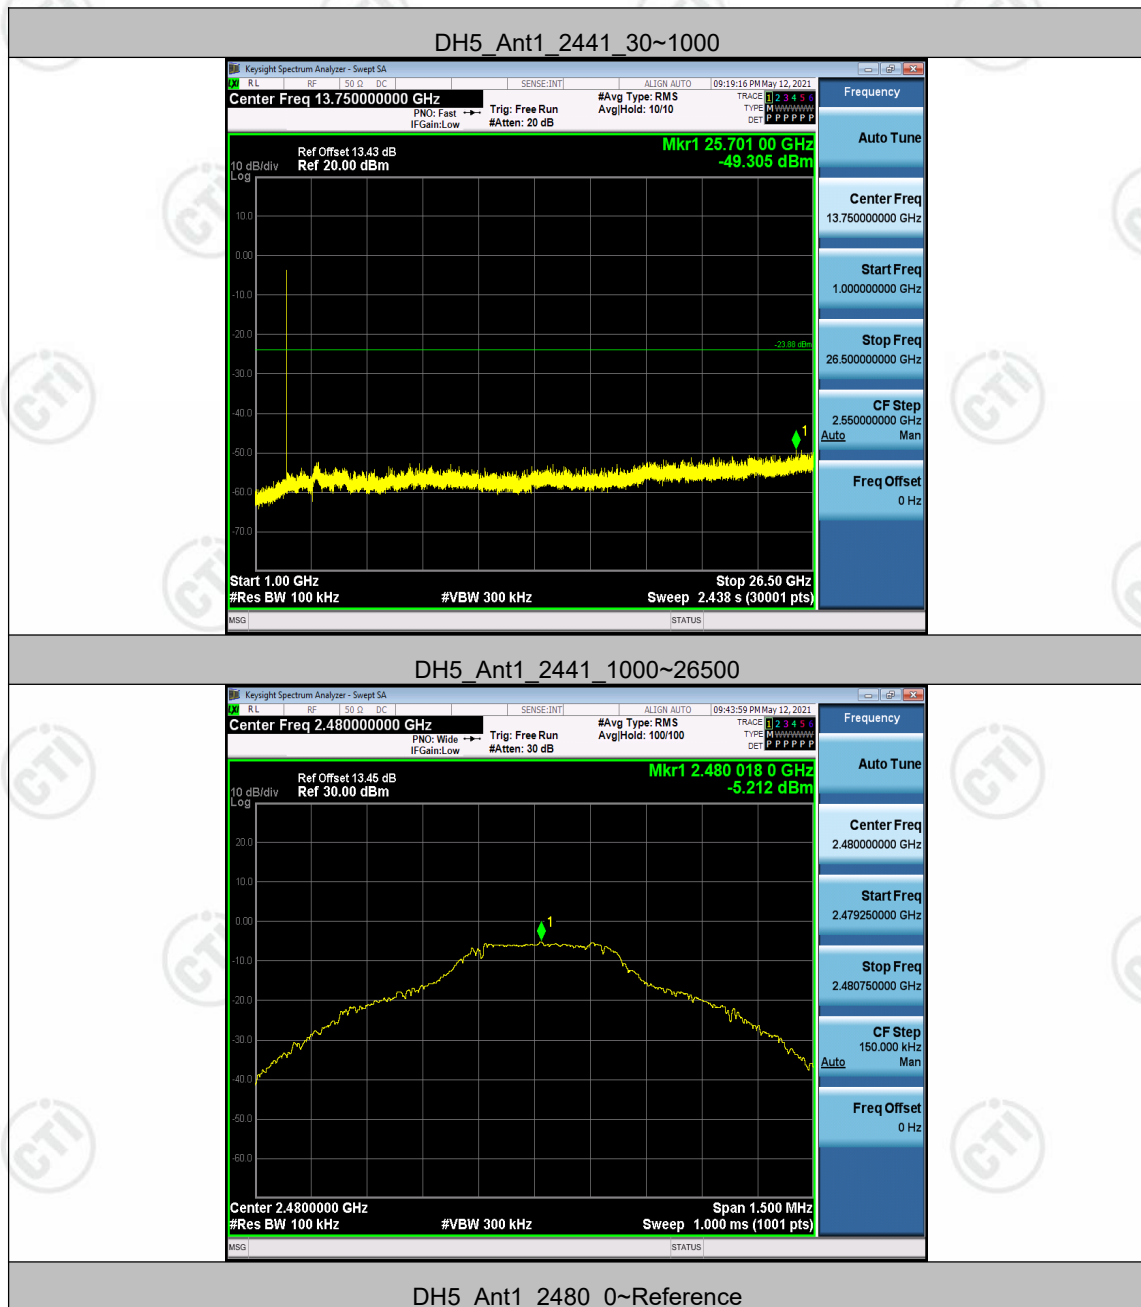 DH5_Ant1_2441_30~1000
Keysight Spectrum Analyzer - Swept SA
RL RF 50 Ω DC SENSE:INT ALIGN AUTO 09:19:16 PM May 12, 2021
Center Freq 13.750000000 GHz
PNO: Fast
IFGain:Low
Trig: Free Run
#Atten: 20 dB
#Avg Type: RMS
Avg|Hold: 10/10
TRACE 1 2 3 4 5 6
TYPE M W W W W W
DET P P P P P P
Mkr1 25.701 00 GHz
-49.305 dBm
Ref Offset 13.43 dB
10 dB/div Ref 20.00 dBm
Log
10.0
0.00
-10.0
-20.0
-23.88 dBm
-30.0
-40.0
1
-50.0
-60.0
-70.0
Start 1.00 GHz Stop 26.50 GHz
#Res BW 100 kHz #VBW 300 kHz Sweep 2.438 s (30001 pts)
MSG STATUS
Frequency
Auto Tune
Center Freq
13.750000000 GHz
Start Freq
1.000000000 GHz
Stop Freq
26.500000000 GHz
CF Step
2.550000000 GHz
Auto Man
Freq Offset
0 Hz
DH5_Ant1_2441_1000~26500
Keysight Spectrum Analyzer - Swept SA
RL RF 50 Ω DC SENSE:INT ALIGN AUTO 09:43:59 PM May 12, 2021
Center Freq 2.480000000 GHz
PNO: Wide
IFGain:Low
Trig: Free Run
#Atten: 30 dB
#Avg Type: RMS
Avg|Hold: 100/100
TRACE 1 2 3 4 5 6
TYPE M W W W W W
DET P P P P P P
Mkr1 2.480 018 0 GHz
-5.212 dBm
Ref Offset 13.45 dB
10 dB/div Ref 30.00 dBm
Log
20.0
10.0
0.00
1
-10.0
-20.0
-30.0
-40.0
-50.0
-60.0
Center 2.4800000 GHz Span 1.500 MHz
#Res BW 100 kHz #VBW 300 kHz Sweep 1.000 ms (1001 pts)
MSG STATUS
Frequency
Auto Tune
Center Freq
2.480000000 GHz
Start Freq
2.479250000 GHz
Stop Freq
2.480750000 GHz
CF Step
150.000 kHz
Auto Man
Freq Offset
0 Hz
DH5_Ant1_2480_0~Reference
CTI